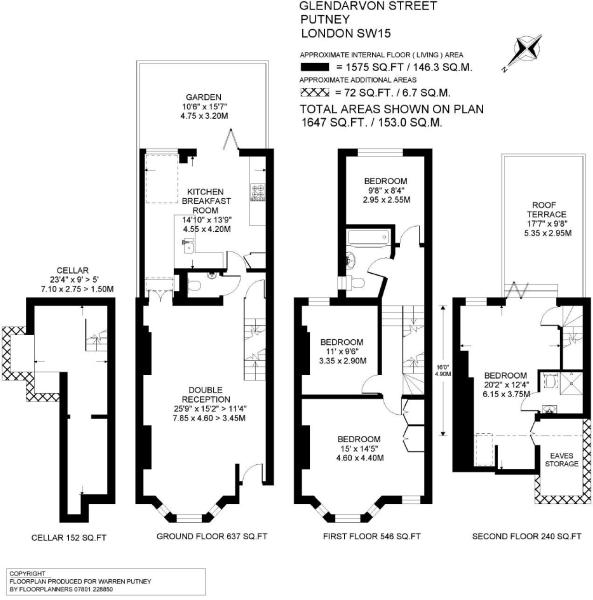 GLENDARVON STREET
PUTNEY
LONDON SW15
APPROXIMATE INTERNAL FLOOR ( LIVING ) AREA
= 1575 SQ.FT / 146.3 SQ.M.
APPROXIMATE ADDITIONAL AREAS
= 72 SQ.FT. / 6.7 SQ.M.
TOTAL AREAS SHOWN ON PLAN
1647 SQ.FT. / 153.0 SQ.M.
N
GARDEN
10'6" x 15'7"
4.75 x 3.20M
KITCHEN
BREAKFAST
ROOM
14'10" x 13'9"
4.55 x 4.20M
BEDROOM
9'8" x 8'4"
2.95 x 2.55M
ROOF
TERRACE
17'7" x 9'8"
5.35 x 2.95M
CELLAR
23'4" x 9' > 5'
7.10 x 2.75 > 1.50M
DOUBLE
RECEPTION
25'9" x 15'2" > 11'4"
7.85 x 4.60 > 3.45M
BEDROOM
11' x 9'6"
3.35 x 2.90M
16'0"
4.90M
BEDROOM
20'2" x 12'4"
6.15 x 3.75M
BEDROOM
15' x 14'5"
4.60 x 4.40M
EAVES
STORAGE
CELLAR 152 SQ.FT
GROUND FLOOR 637 SQ.FT
FIRST FLOOR 546 SQ.FT
SECOND FLOOR 240 SQ.FT
COPYRIGHT
FLOORPLAN PRODUCED FOR WARREN PUTNEY
BY FLOORPLANNERS 07801 228850